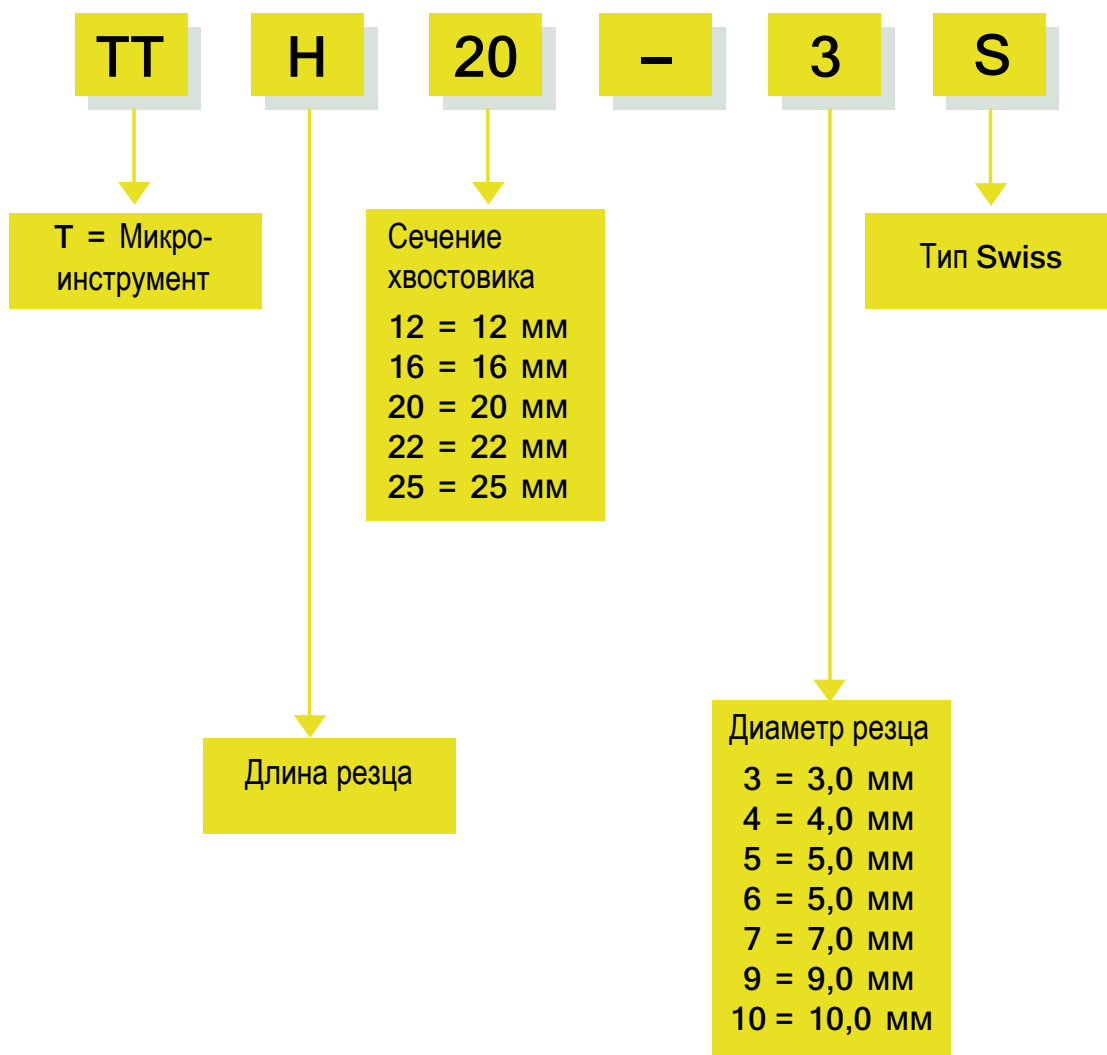 TT H 20 – 3 S
T = Микро-
инструмент
Сечение
хвостовика
12 = 12 мм
16 = 16 мм
20 = 20 мм
22 = 22 мм
25 = 25 мм
Тип Swiss
Длина резца
Диаметр резца
3 = 3,0 мм
4 = 4,0 мм
5 = 5,0 мм
6 = 5,0 мм
7 = 7,0 мм
9 = 9,0 мм
10 = 10,0 мм